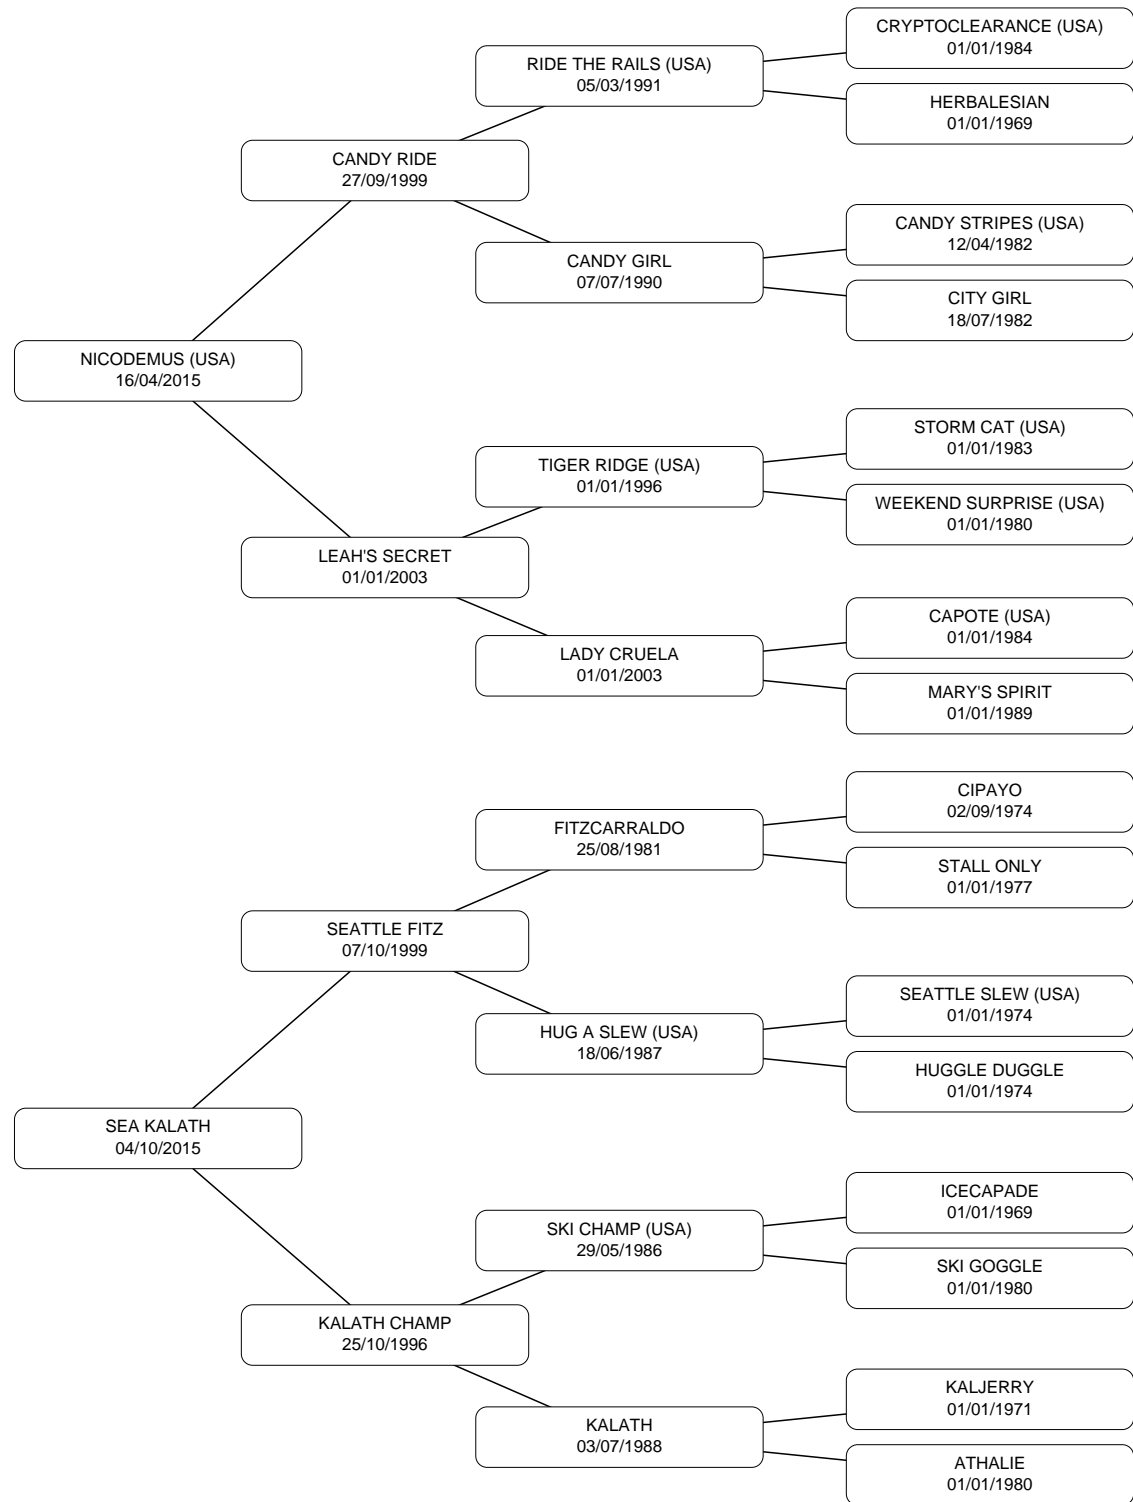 CRYPTOCLEARANCE (USA)
01/01/1984
RIDE THE RAILS (USA)
05/03/1991
HERBALESIAN
01/01/1969
CANDY RIDE
27/09/1999
CANDY STRIPES (USA)
12/04/1982
CANDY GIRL
07/07/1990
CITY GIRL
18/07/1982
NICODEMUS (USA)
16/04/2015
STORM CAT (USA)
01/01/1983
TIGER RIDGE (USA)
01/01/1996
WEEKEND SURPRISE (USA)
01/01/1980
LEAH'S SECRET
01/01/2003
CAPOTE (USA)
01/01/1984
LADY CRUELA
01/01/2003
MARY'S SPIRIT
01/01/1989
CIPAYO
02/09/1974
FITZCARRALDO
25/08/1981
STALL ONLY
01/01/1977
SEATTLE FITZ
07/10/1999
SEATTLE SLEW (USA)
01/01/1974
HUG A SLEW (USA)
18/06/1987
HUGGLE DUGGLE
01/01/1974
SEA KALATH
04/10/2015
ICECAPADE
01/01/1969
SKI CHAMP (USA)
29/05/1986
SKI GOGGLE
01/01/1980
KALATH CHAMP
25/10/1996
KALJERRY
01/01/1971
KALATH
03/07/1988
ATHALIE
01/01/1980